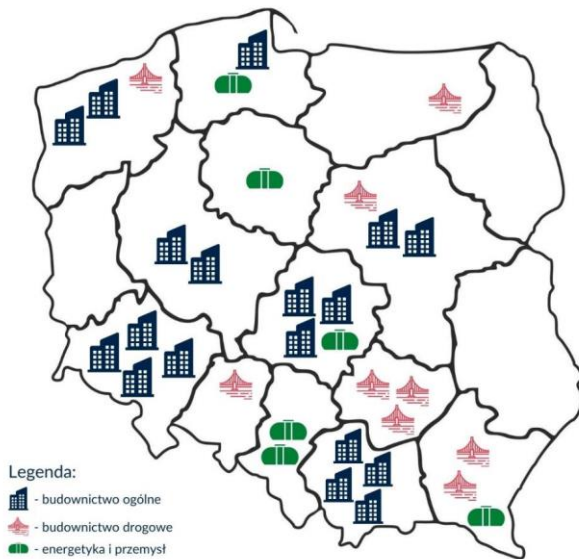 Legenda:
- budownictwo ogólne
- budownictwo drogowe
- energetyka i przemysł